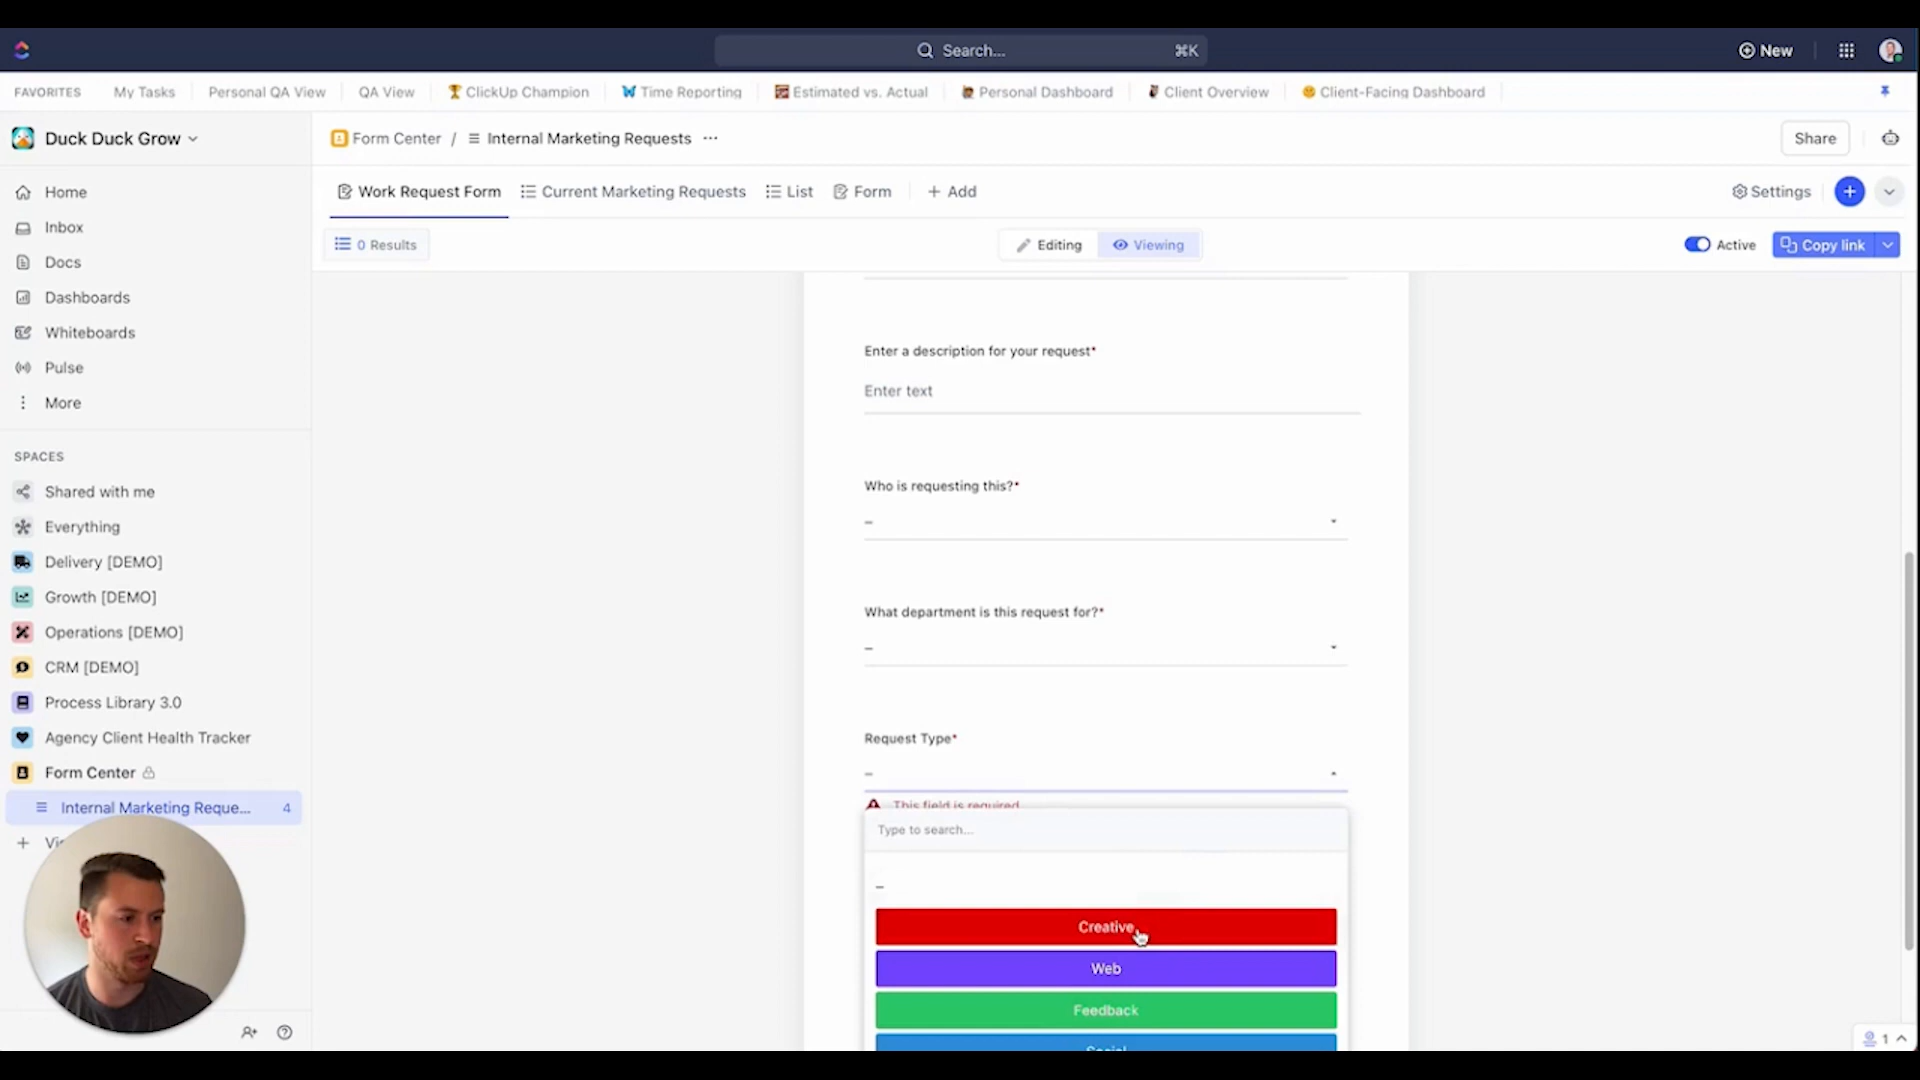 Search...
⌘K
New
FAVORITES
My Tasks
Personal QA View
QA View
ClickUp Champion
Time Reporting
Estimated vs. Actual
Personal Dashboard
Client Overview
Client-Facing Dashboard
Duck Duck Grow
Form Center / Internal Marketing Requests ...
Share
Work Request Form
Current Marketing Requests
List
Form
+ Add
Settings
0 Results
Editing
Viewing
Active
Copy link
Home
Inbox
Docs
Dashboards
Whiteboards
Pulse
More
SPACES
Shared with me
Everything
Delivery [DEMO]
Growth [DEMO]
Operations [DEMO]
CRM [DEMO]
Process Library 3.0
Agency Client Health Tracker
Form Center
Internal Marketing Reque... 4
Enter a description for your request*
Enter text
Who is requesting this?*
–
What department is this request for?*
–
Request Type*
–
This field is required
Type to search...
–
Creative
Web
Feedback
Social
1